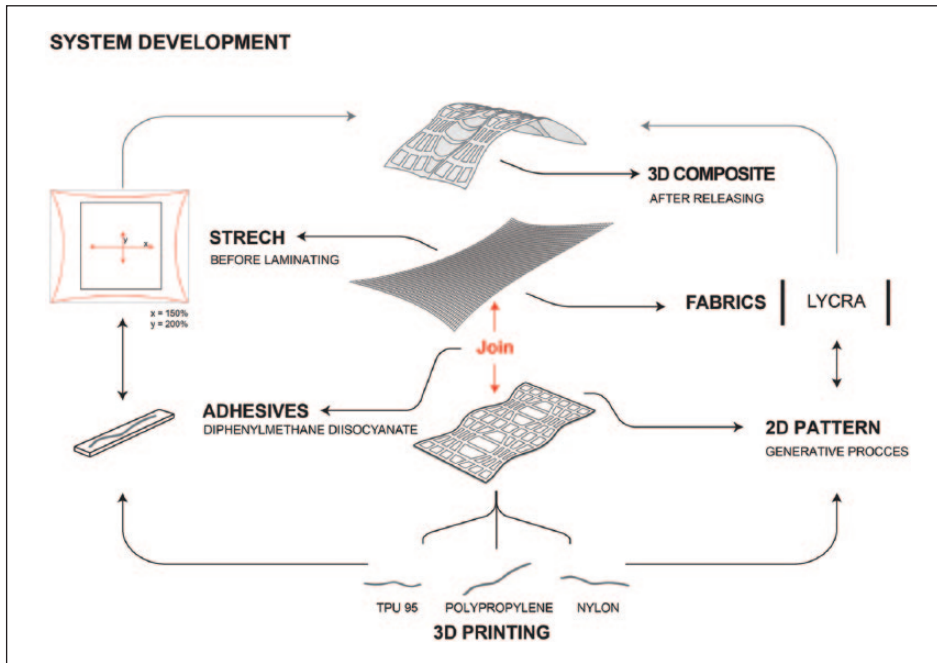 SYSTEM DEVELOPMENT
3D COMPOSITE
AFTER RELEASING
STRECH
BEFORE LAMINATING
y
x
x = 150%
y = 200%
FABRICS
LYCRA
Join
ADHESIVES
DIPHENYLMETHANE DIISOCYANATE
2D PATTERN
GENERATIVE PROCCES
TPU 95
POLYPROPYLENE
NYLON
3D PRINTING